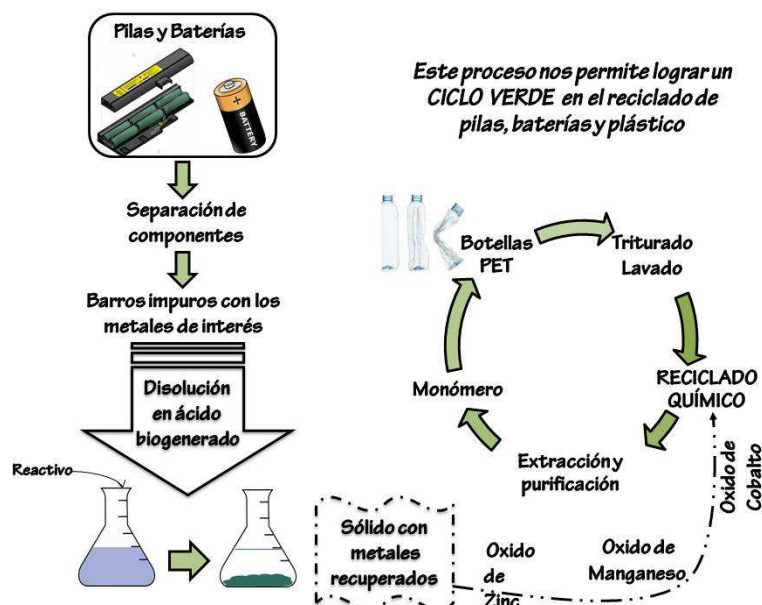 Pilas y Baterías
BATTERY
Separación de
componentes
Barros impuros con los
metales de interés
Disolución
en ácido
biogenerado
Reactivo
Sólido con
metales
recuperados
Este proceso nos permite lograr un
CICLO VERDE en el reciclado de
pilas, baterías y plástico
Botellas
PET
Triturado
Lavado
RECICLADO
QUÍMICO
Extracción y
purificación
Monómero
Oxido
de
Zinc
Oxido de
Manganeso
Oxido de
Cobalto